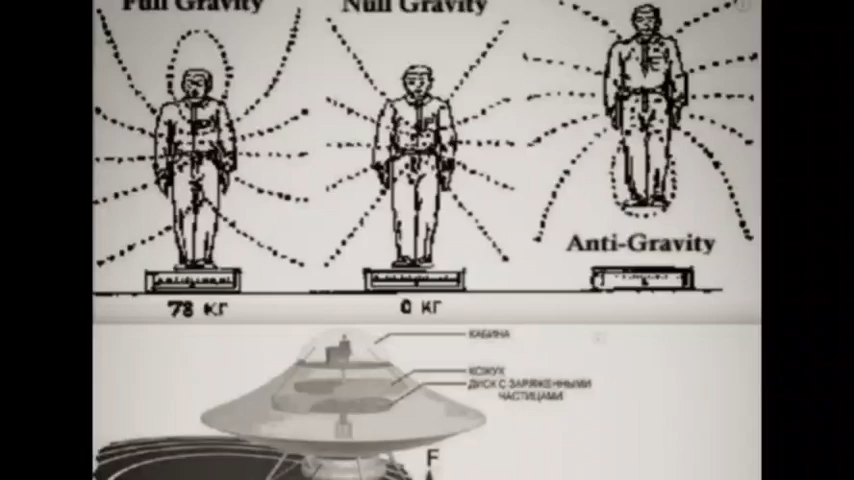 Full Gravity
Null Gravity
Anti-Gravity
78 КГ
0 КГ
КАБИНА
КОЖУХ
ДИСК С ЗАРЯЖЕННЫМИ
ЧАСТИЦАМИ
F